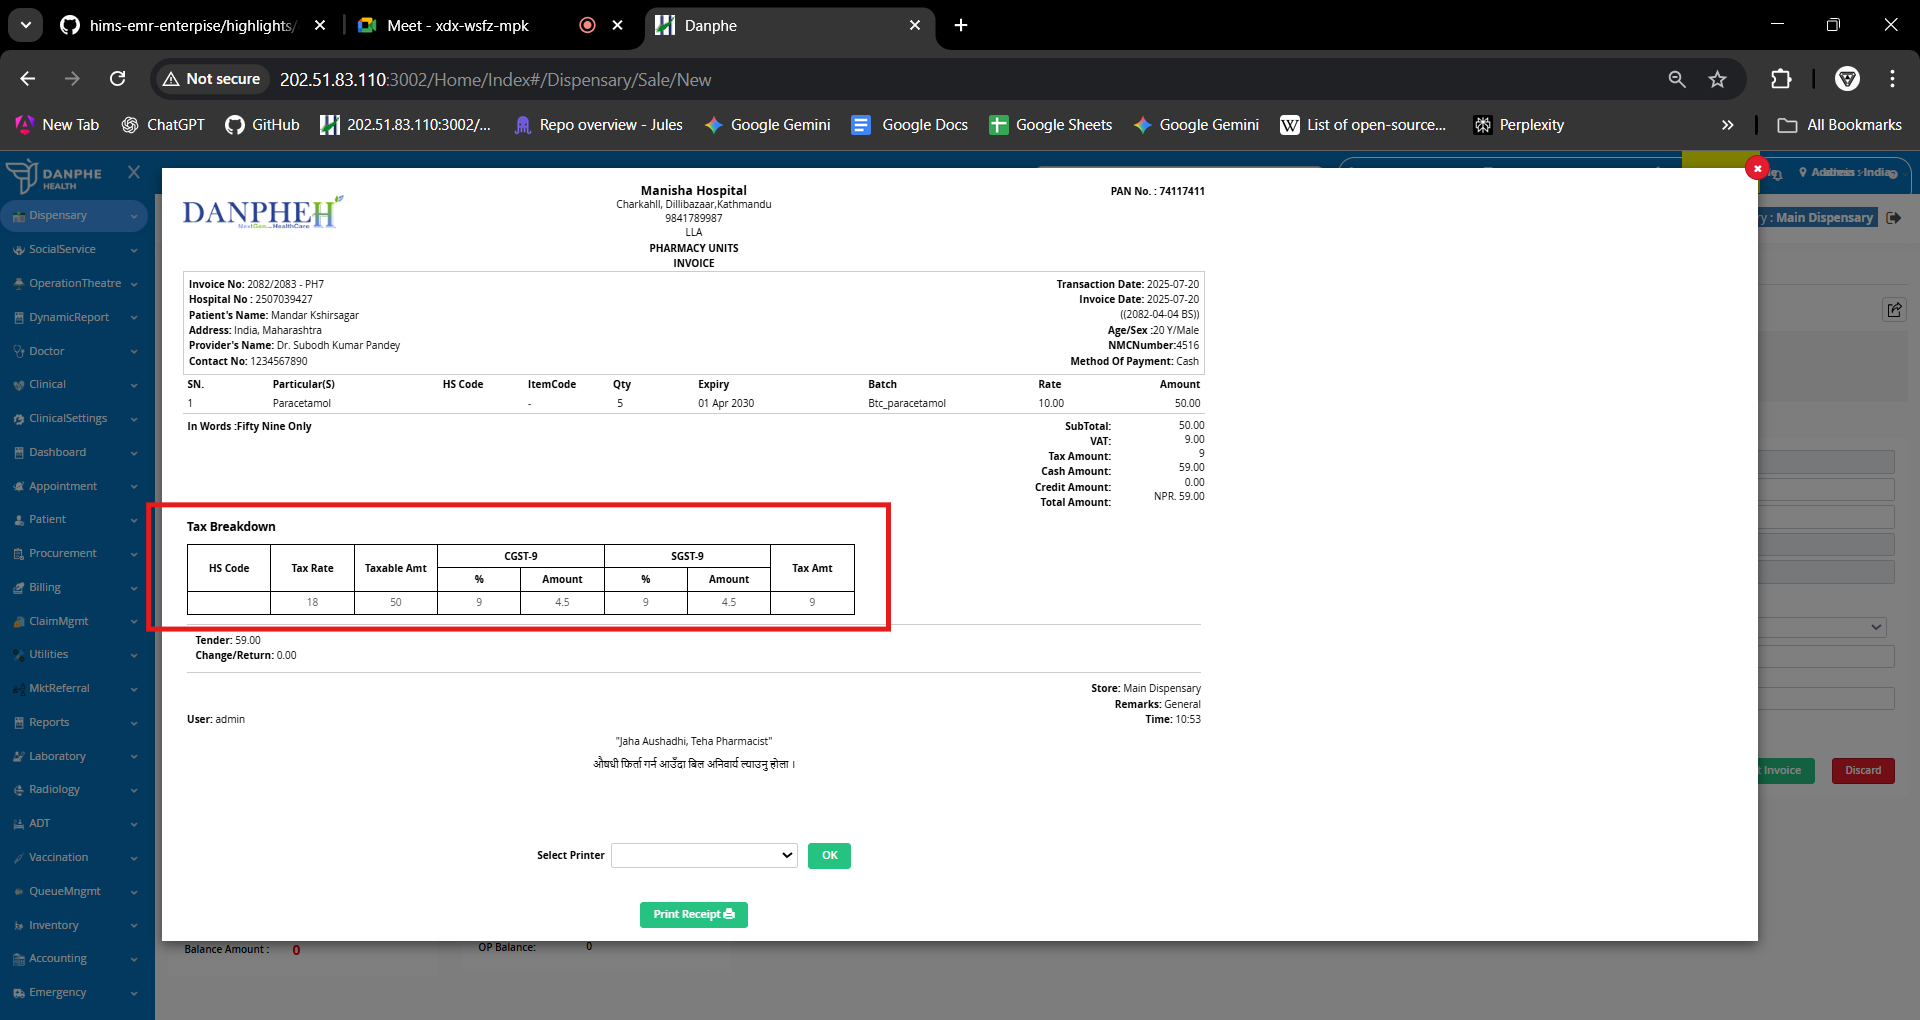 hims-emr-enterpise/highlights/
Meet - xdx-wsfz-mpk
Danphe
Not secure
202.51.83.110:3002/Home/Index#/Dispensary/Sale/New
New Tab
ChatGPT
GitHub
202.51.83.110:3002/...
Repo overview - Jules
Google Gemini
Google Docs
Google Sheets
Google Gemini
List of open-source...
Perplexity
All Bookmarks
DANPHE
HEALTH
Dispensary
SocialService
OperationTheatre
DynamicReport
Doctor
Clinical
ClinicalSettings
Dashboard
Appointment
Patient
Procurement
Billing
ClaimMgmt
Utilities
MktReferral
Reports
Laboratory
Radiology
ADT
Vaccination
QueueMngmt
Inventory
Accounting
Emergency
: Main Dispensary
DANPHEH
NextGen HealthCare
Manisha Hospital
Charkahll, Dillibazaar,Kathmandu
9841789987
LLA
PHARMACY UNITS
INVOICE
PAN No. : 74117411
Invoice No: 2082/2083 - PH7
Hospital No : 2507039427
Patient's Name: Mandar Kshirsagar
Address: India, Maharashtra
Provider's Name: Dr. Subodh Kumar Pandey
Contact No: 1234567890
Transaction Date: 2025-07-20
Invoice Date: 2025-07-20
((2082-04-04 BS))
Age/Sex :20 Y/Male
NMCNumber:4516
Method Of Payment: Cash
SN. Particular(S) HS Code ItemCode Qty Expiry Batch Rate Amount
1 Paracetamol - 5 01 Apr 2030 Btc_paracetamol 10.00 50.00
In Words :Fifty Nine Only
SubTotal: 50.00
VAT: 9.00
Tax Amount: 9
Cash Amount: 59.00
Credit Amount: 0.00
Total Amount: NPR. 59.00
Tax Breakdown
HS Code Tax Rate Taxable Amt CGST-9 SGST-9 Tax Amt
% Amount % Amount
18 50 9 4.5 9 4.5 9
Tender: 59.00
Change/Return: 0.00
Store: Main Dispensary
Remarks: General
User: admin
Time: 10:53
"Jaha Aushadhi, Teha Pharmacist"
औषधी फिर्ता गर्न आउँदा बिल अनिवार्य ल्याउनु होला ।
Select Printer
OK
Print Receipt
Invoice
Discard
Balance Amount : 0
OP Balance: 0